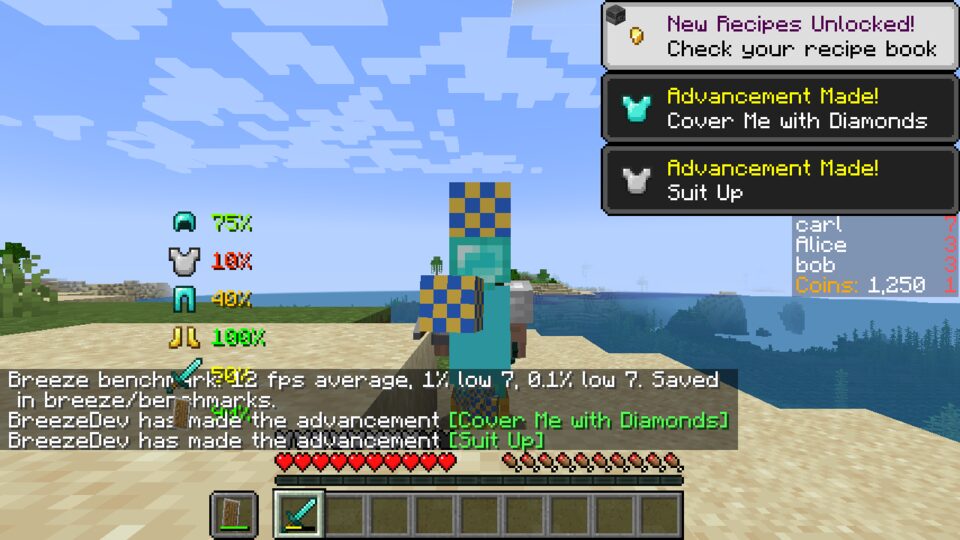 New Recipes Unlocked!
Check your recipe book
Advancement Made!
Cover Me with Diamonds
Advancement Made!
Suit Up
carl 7
Alice 3
bob 3
Coins: 1,250 1
75%
10%
40%
100%
50%
Breeze benchmark: 12 fps average, 1% low 7, 0.1% low 7. Saved
in breeze/benchmarks.
BreezeDev has made the advancement [Cover Me with Diamonds]
BreezeDev has made the advancement [Suit Up]